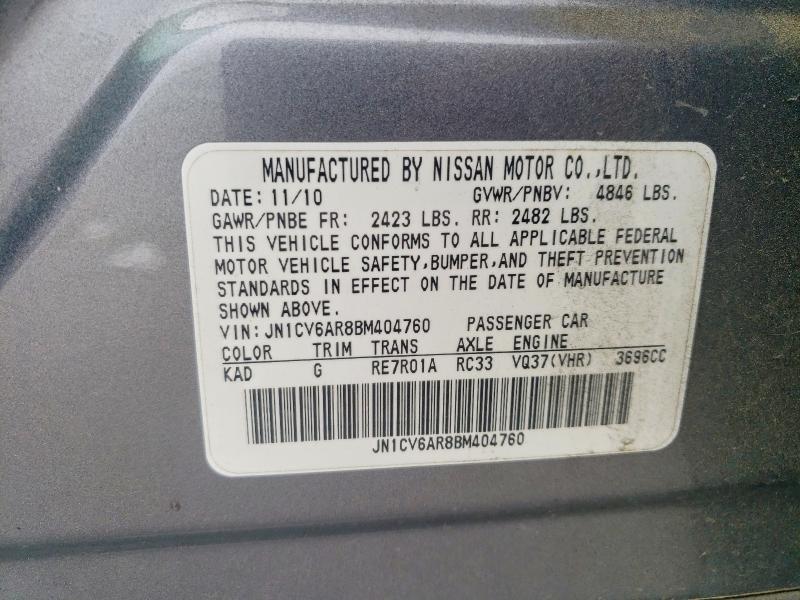 MANUFACTURED BY NISSAN MOTOR CO.,LTD.
DATE: 11/10 GVWR/PNBV: 4846 LBS.
GAWR/PNBE FR: 2423 LBS. RR: 2482 LBS.
THIS VEHICLE CONFORMS TO ALL APPLICABLE FEDERAL
MOTOR VEHICLE SAFETY,BUMPER,AND THEFT PREVENTION
STANDARDS IN EFFECT ON THE DATE OF MANUFACTURE
SHOWN ABOVE.
VIN:JN1CV6AR8BM404760 PASSENGER CAR
COLOR TRIM TRANS AXLE ENGINE
KAD G RE7R01A RC33 VQ37(VHR) 3696CC
JN1CV6AR8BM404760